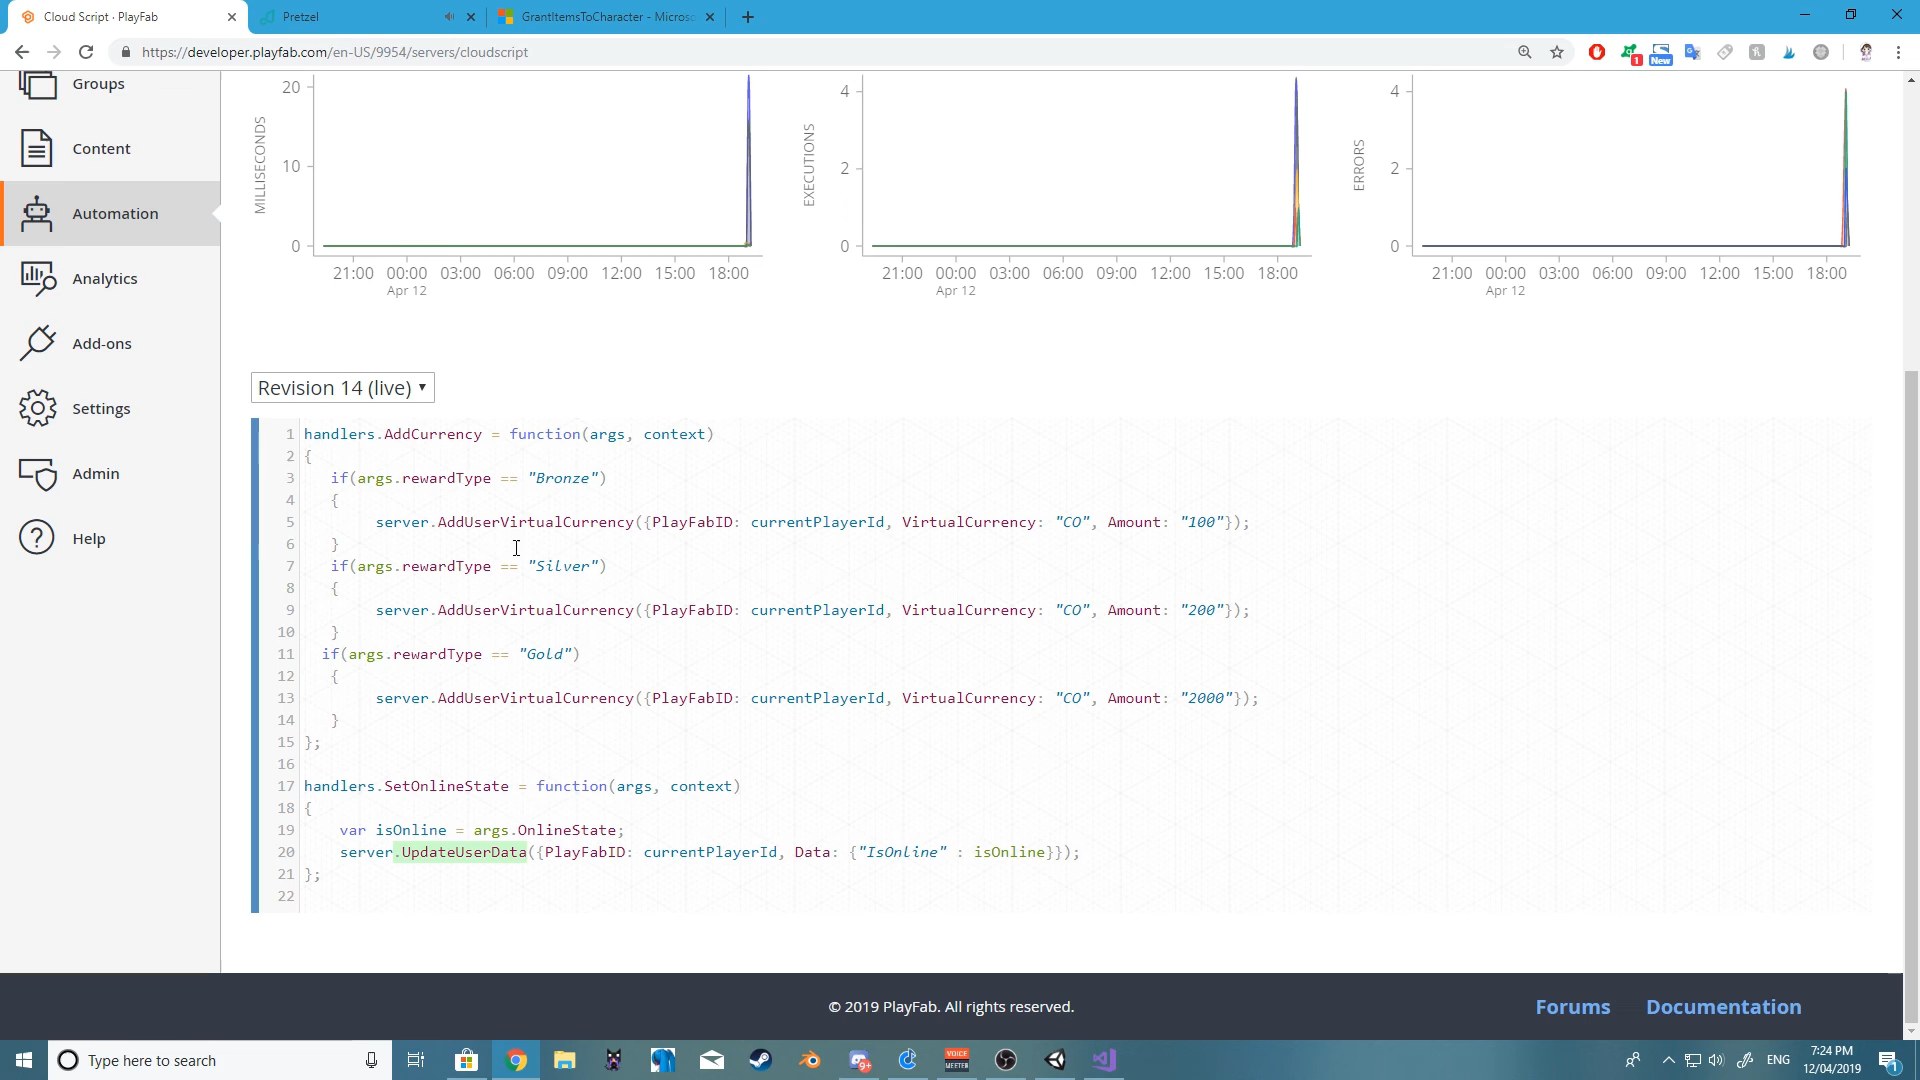 Cloud Script · PlayFab
Pretzel
GrantItemsToCharacter - Micros
https://developer.playfab.com/en-US/9954/servers/cloudscript
1
New
Groups
Content
Automation
Analytics
Add-ons
Settings
Admin
Help
MILLISECONDS
20
10
0
21:00 00:00 03:00 06:00 09:00 12:00 15:00 18:00
Apr 12
EXECUTIONS
4
2
0
21:00 00:00 03:00 06:00 09:00 12:00 15:00 18:00
Apr 12
ERRORS
4
2
0
21:00 00:00 03:00 06:00 09:00 12:00 15:00 18:00
Apr 12
Revision 14 (live)
1 handlers.AddCurrency = function(args, context)
2 {
3 if(args.rewardType == "Bronze")
4 {
5 server.AddUserVirtualCurrency({PlayFabID: currentPlayerId, VirtualCurrency: "CO", Amount: "100"});
6 }
7 if(args.rewardType == "Silver")
8 {
9 server.AddUserVirtualCurrency({PlayFabID: currentPlayerId, VirtualCurrency: "CO", Amount: "200"});
10 }
11 if(args.rewardType == "Gold")
12 {
13 server.AddUserVirtualCurrency({PlayFabID: currentPlayerId, VirtualCurrency: "CO", Amount: "2000"});
14 }
15 };
16
17 handlers.SetOnlineState = function(args, context)
18 {
19 var isOnline = args.OnlineState;
20 server.UpdateUserData({PlayFabID: currentPlayerId, Data: {"IsOnline" : isOnline}});
21 };
22
© 2019 PlayFab. All rights reserved.
Forums
Documentation
Type here to search
9+
VOICE
MEETER
ENG
7:24 PM
12/04/2019
1